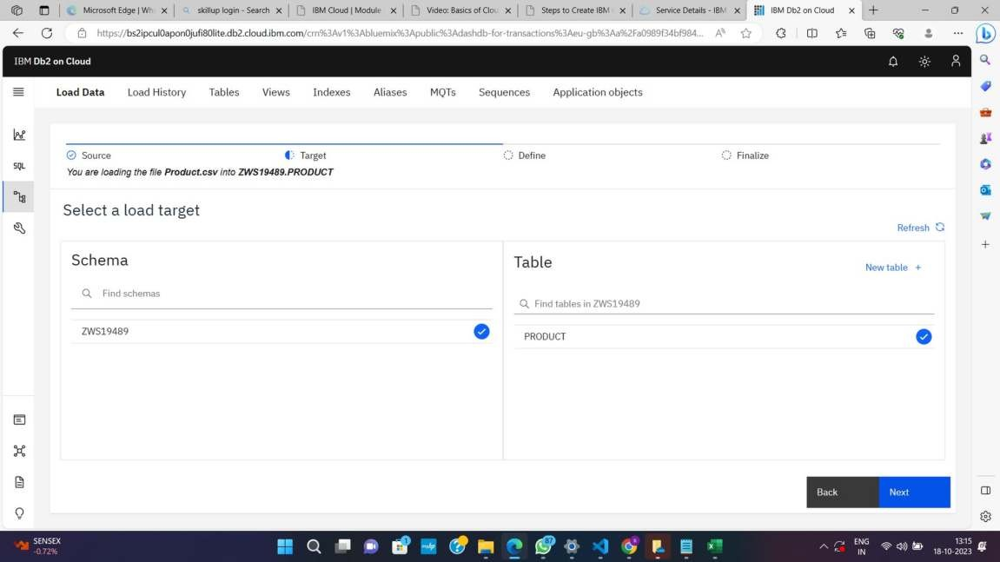 Microsoft Edge | Wh
skillup login - Search
IBM Cloud | Module
Video: Basics of Clou
Steps to Create IBM
Service Details - IBM
IBM Db2 on Cloud
https://bs2ipcul0apon0jufi80lite.db2.cloud.ibm.com/crn%3Av1%3Abluemix%3Apublic%3Adashdb-for-transactions%3Aeu-gb%3Aa%2Fa0989f34bf984...
IBM Db2 on Cloud
Load Data Load History Tables Views Indexes Aliases MQTs Sequences Application objects
SQL
Source Target Define Finalize
You are loading the file Product.csv into ZWS19489.PRODUCT
Select a load target
Refresh
Schema
Find schemas
ZWS19489
Table
New table +
Find tables in ZWS19489
PRODUCT
Back Next
SENSEX
-0.72%
1
87
ENG
IN
13:15
18-10-2023